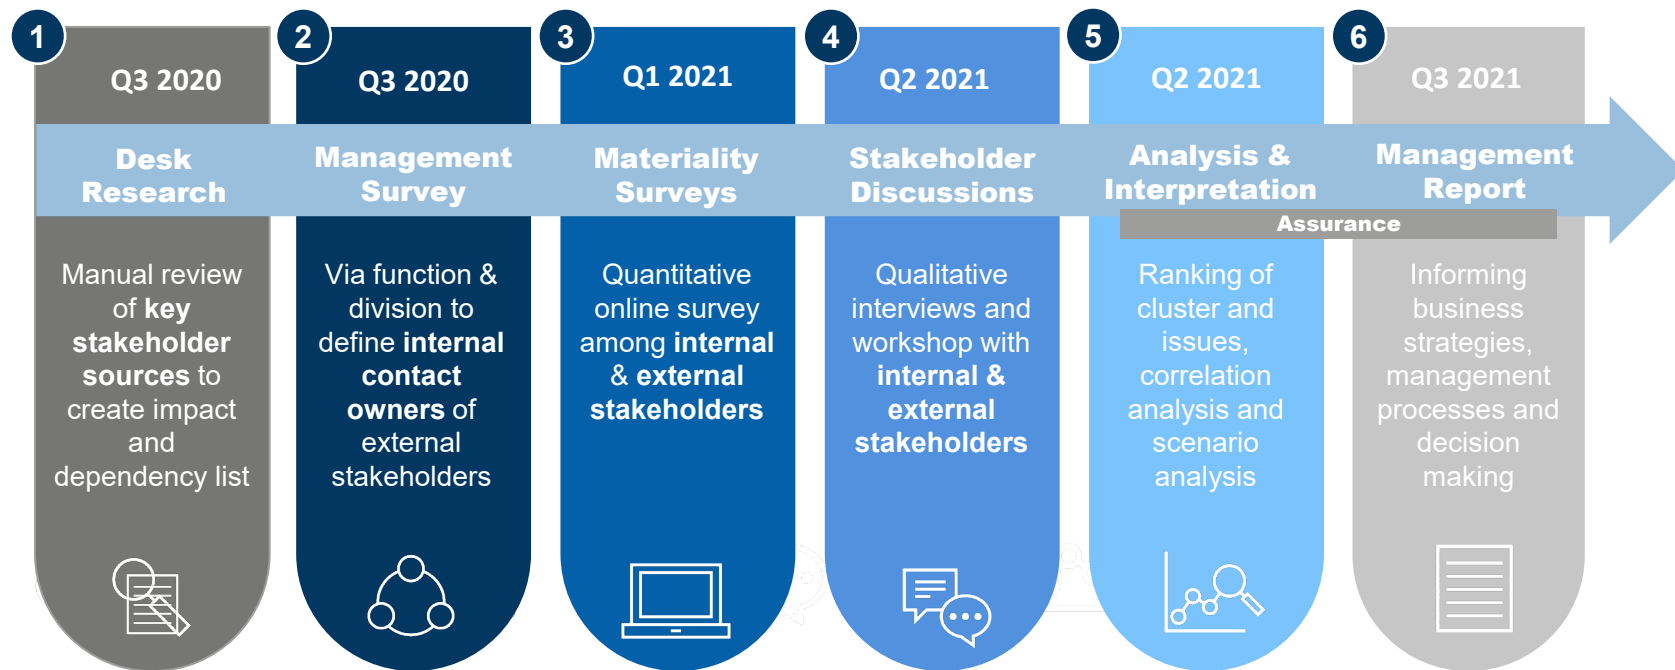 1
Q3 2020
Desk
Research
Manual review
of key
stakeholder
sources to
create impact
and
dependency list
2
Q3 2020
Management
Survey
Via function &
division to
define internal
contact
owners of
external
stakeholders
3
Q1 2021
Materiality
Surveys
Quantitative
online survey
among internal
& external
stakeholders
4
Q2 2021
Stakeholder
Discussions
Qualitative
interviews and
workshop with
internal &
external
stakeholders
5
Q2 2021
Analysis &
Interpretation
Ranking of
cluster and
issues,
correlation
analysis and
scenario
analysis
6
Q3 2021
Management
Report
Assurance
Informing
business
strategies,
management
processes and
decision
making